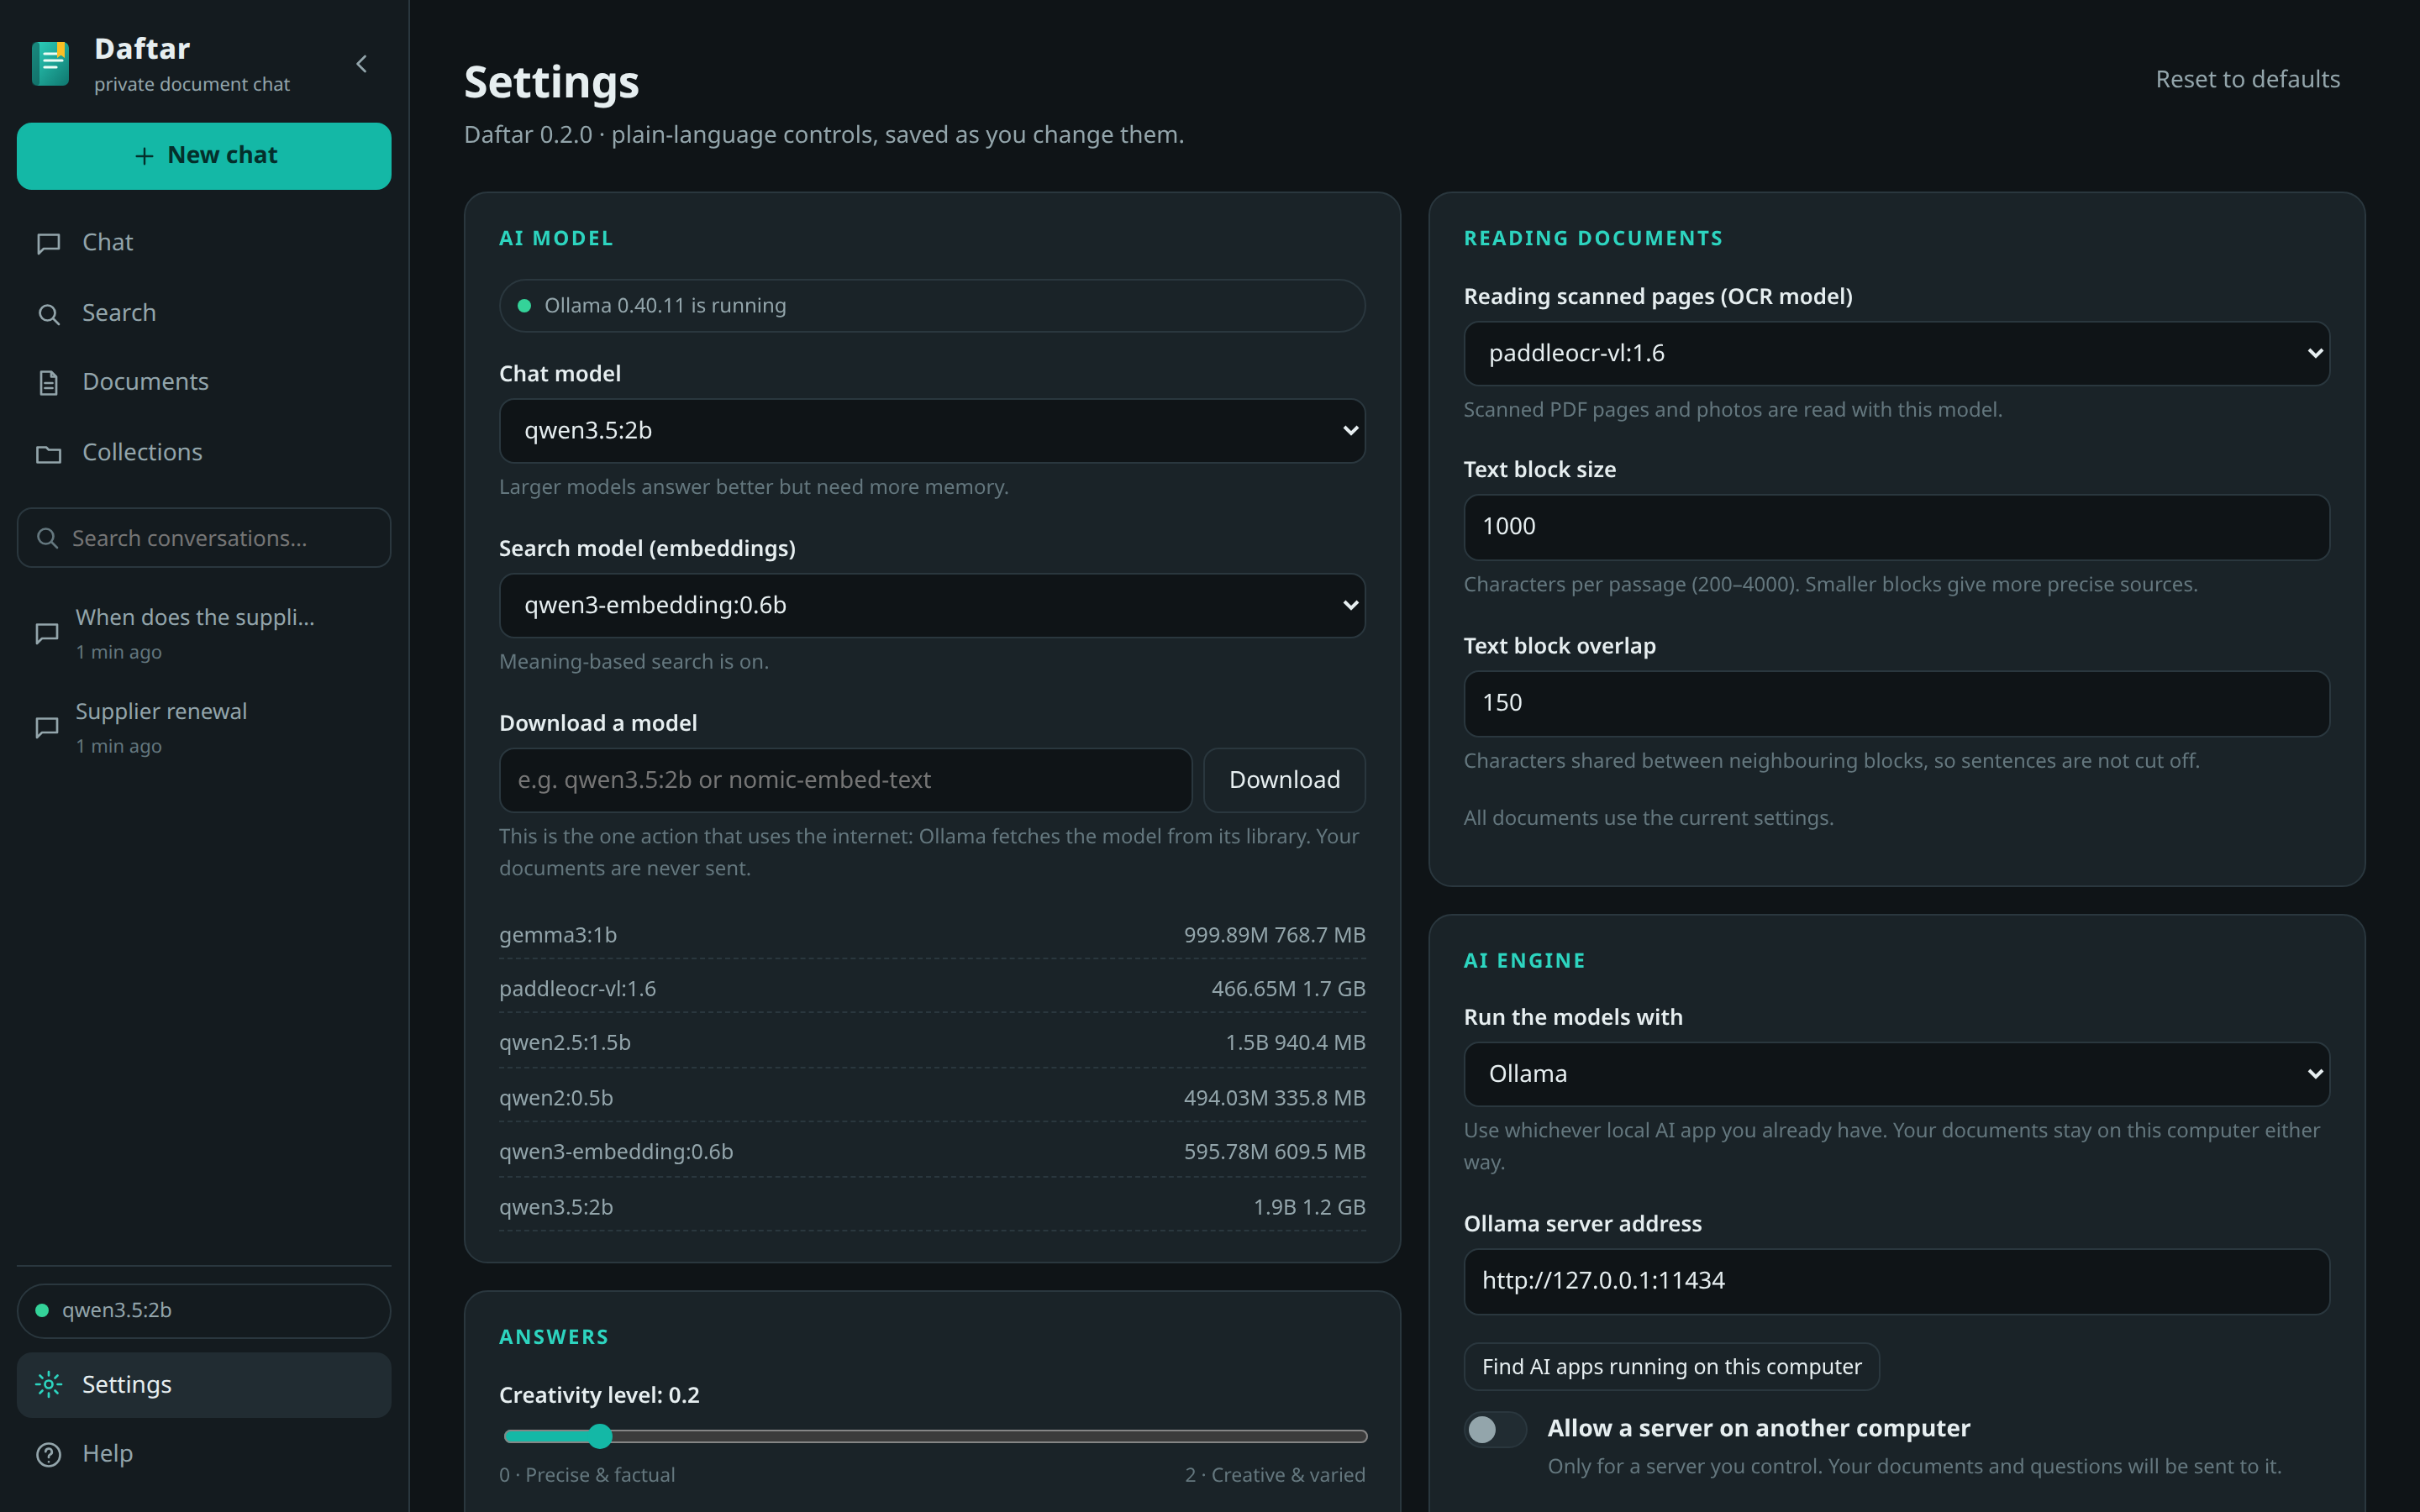 Daftar
private document chat
New chat
Chat
Search
Documents
Collections
Search conversations...
When does the suppli...
1 min ago
Supplier renewal
1 min ago
qwen3.5:2b
Settings
Help
Settings
Daftar 0.2.0 · plain-language controls, saved as you change them.
Reset to defaults
AI MODEL
Ollama 0.40.11 is running
Chat model
qwen3.5:2b
Larger models answer better but need more memory.
Search model (embeddings)
qwen3-embedding:0.6b
Meaning-based search is on.
Download a model
e.g. qwen3.5:2b or nomic-embed-text
Download
This is the one action that uses the internet: Ollama fetches the model from its library. Your
documents are never sent.
gemma3:1b 999.89M 768.7 MB
paddleocr-vl:1.6 466.65M 1.7 GB
qwen2.5:1.5b 1.5B 940.4 MB
qwen2:0.5b 494.03M 335.8 MB
qwen3-embedding:0.6b 595.78M 609.5 MB
qwen3.5:2b 1.9B 1.2 GB
ANSWERS
Creativity level: 0.2
0 · Precise & factual
2 · Creative & varied
READING DOCUMENTS
Reading scanned pages (OCR model)
paddleocr-vl:1.6
Scanned PDF pages and photos are read with this model.
Text block size
1000
Characters per passage (200–4000). Smaller blocks give more precise sources.
Text block overlap
150
Characters shared between neighbouring blocks, so sentences are not cut off.
All documents use the current settings.
AI ENGINE
Run the models with
Ollama
Use whichever local AI app you already have. Your documents stay on this computer either
way.
Ollama server address
http://127.0.0.1:11434
Find AI apps running on this computer
Allow a server on another computer
Only for a server you control. Your documents and questions will be sent to it.